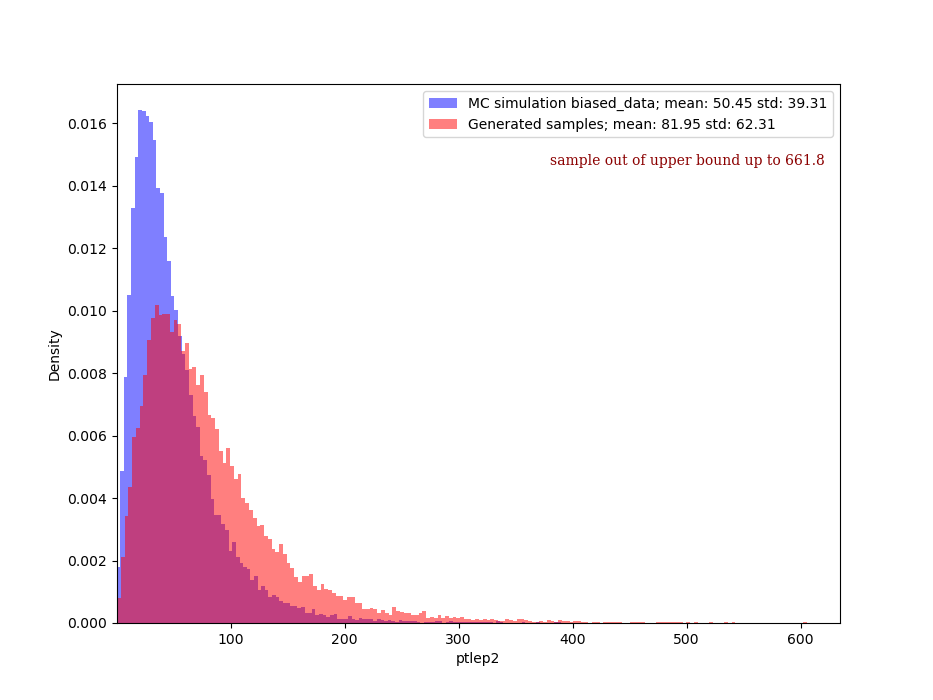 MC simulation biased_data; mean: 50.45 std: 39.31
Generated samples; mean: 81.95 std: 62.31
sample out of upper bound up to 661.8
0.016
0.014
0.012
0.010
0.008
0.006
0.004
0.002
0.000
Density
100 200 300 400 500 600
ptlep2